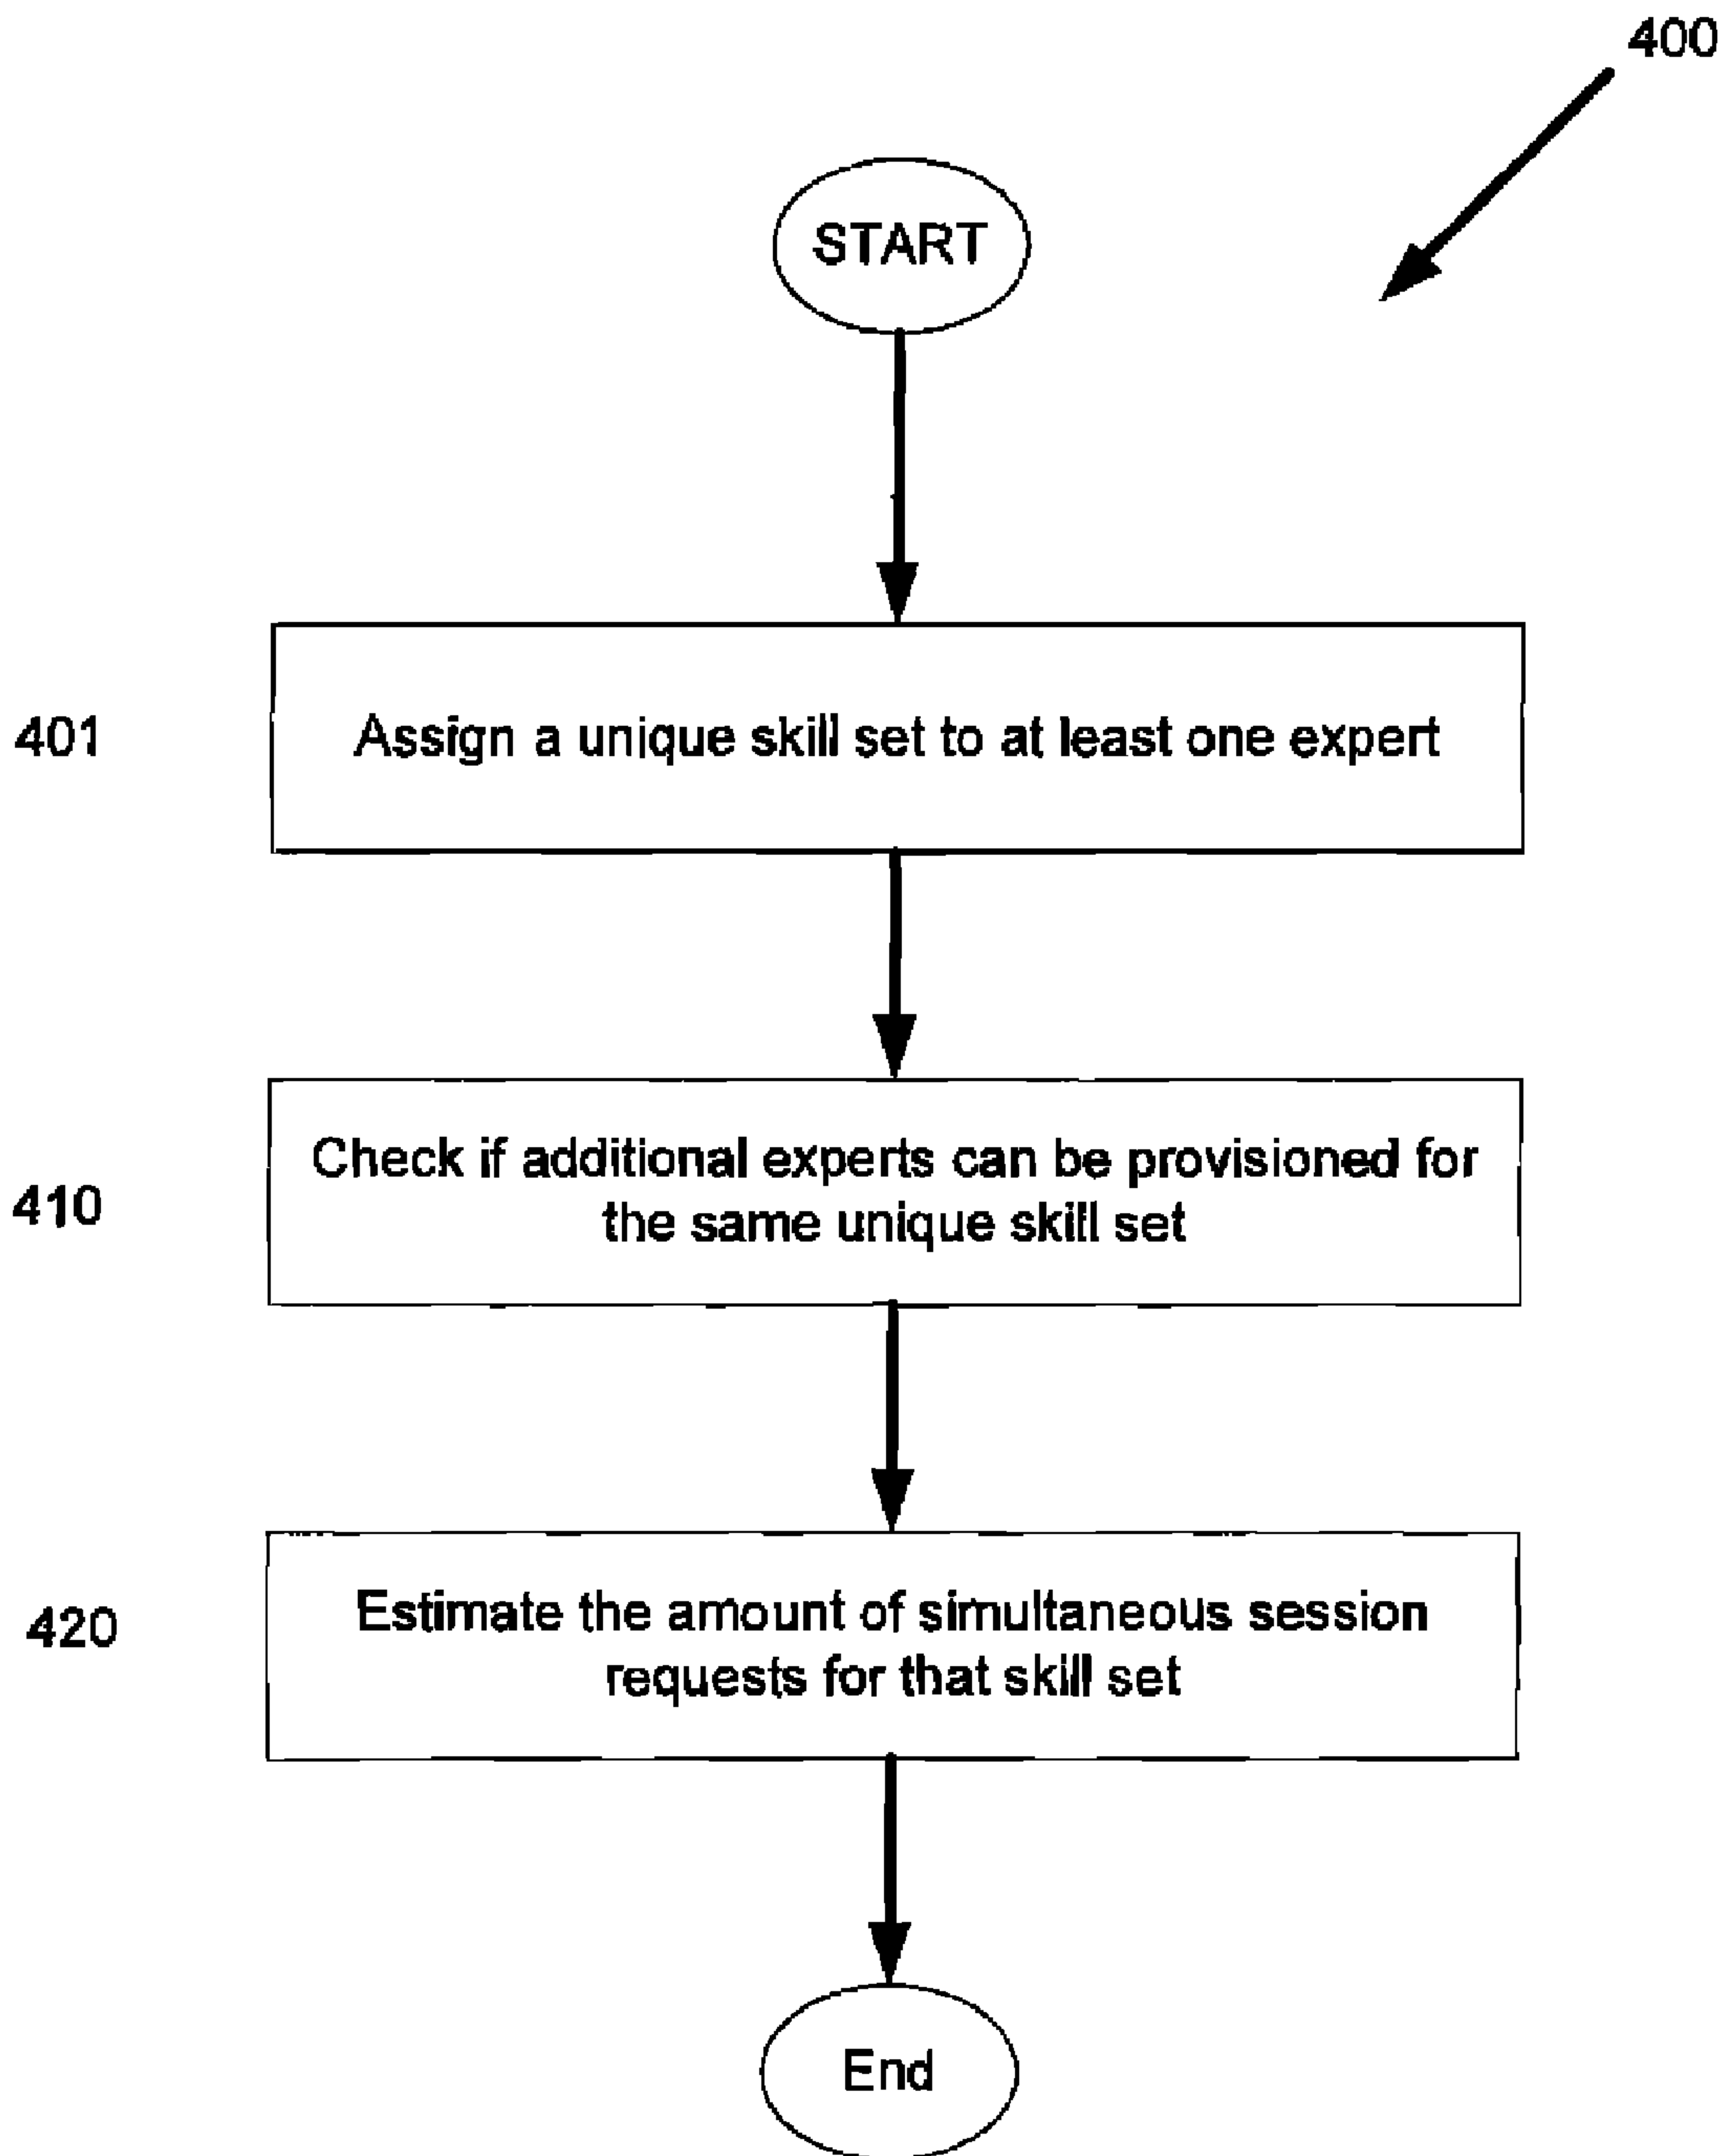 400
START
401
Assign a unique skill set to at least one expert
Check if additional experts can be provisioned for
410
the same unique skill set
420
Estimate the amount of simultaneous session
requests for that skill set
End